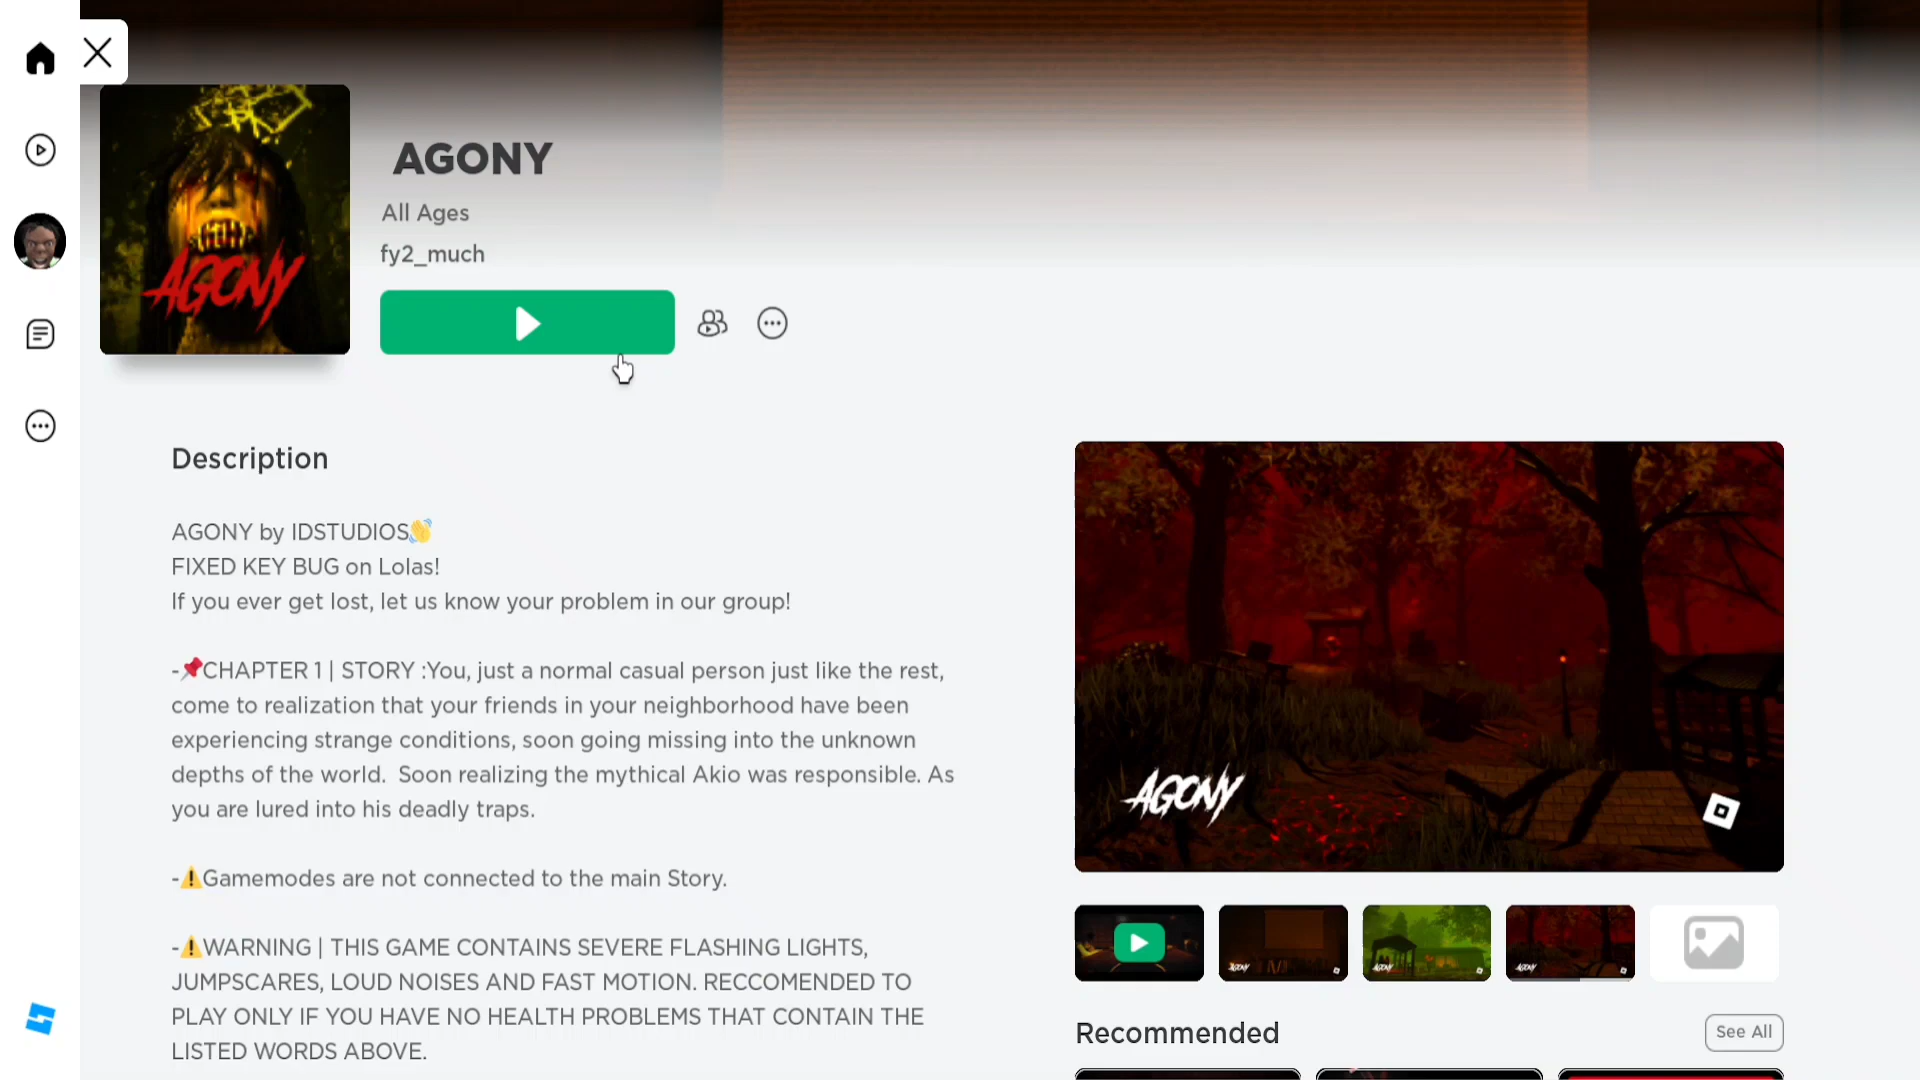 AGONY
AGONY
All Ages
fy2_much
Description
AGONY by IDSTUDIOS👋
FIXED KEY BUG on Lolas!
If you ever get lost, let us know your problem in our group!
-📌CHAPTER 1 | STORY :You, just a normal casual person just like the rest,
come to realization that your friends in your neighborhood have been
experiencing strange conditions, soon going missing into the unknown
depths of the world.  Soon realizing the mythical Akio was responsible. As
you are lured into his deadly traps.
-⚠️Gamemodes are not connected to the main Story.
-⚠️WARNING | THIS GAME CONTAINS SEVERE FLASHING LIGHTS,
JUMPSCARES, LOUD NOISES AND FAST MOTION. RECCOMENDED TO
PLAY ONLY IF YOU HAVE NO HEALTH PROBLEMS THAT CONTAIN THE
LISTED WORDS ABOVE.
AGONY
AGONY
AGONY
AGONY
Recommended
See All